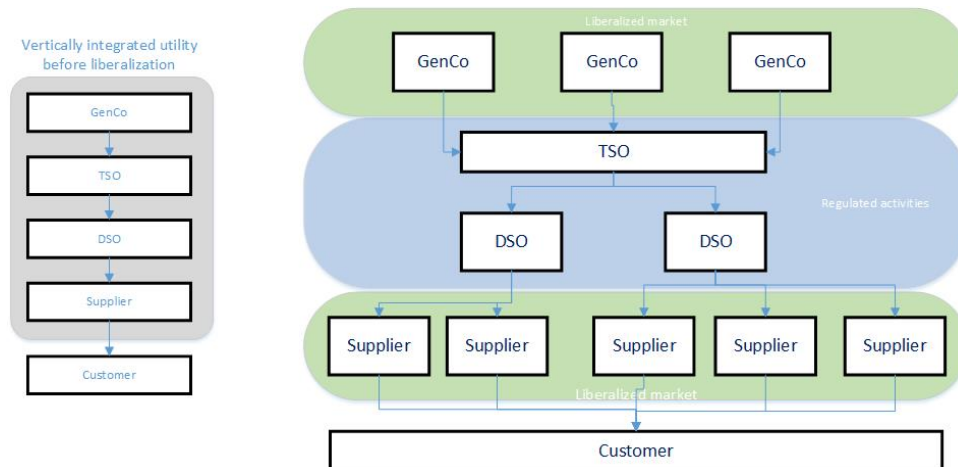 Vertically integrated utility
before liberalization
GenCo
TSO
DSO
Supplier
Customer
Liberalized market
GenCo
GenCo
GenCo
TSO
Regulated activities
DSO
DSO
Supplier
Supplier
Supplier
Supplier
Supplier
Liberalized market
Customer